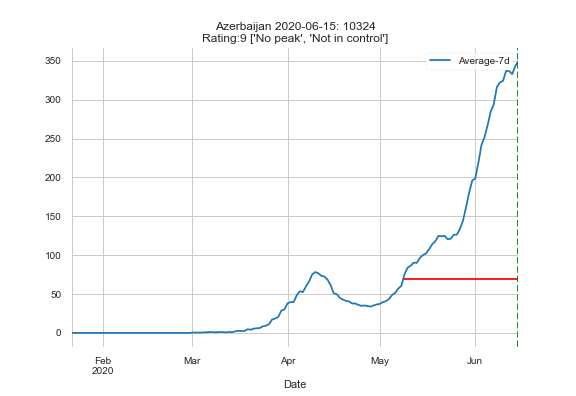 Azerbaijan 2020-06-15: 10324
Rating:9 ['No peak', 'Not in control']
Average-7d
350
300
250
200
150
100
50
0
Feb
2020
Mar
Apr
May
Jun
Date